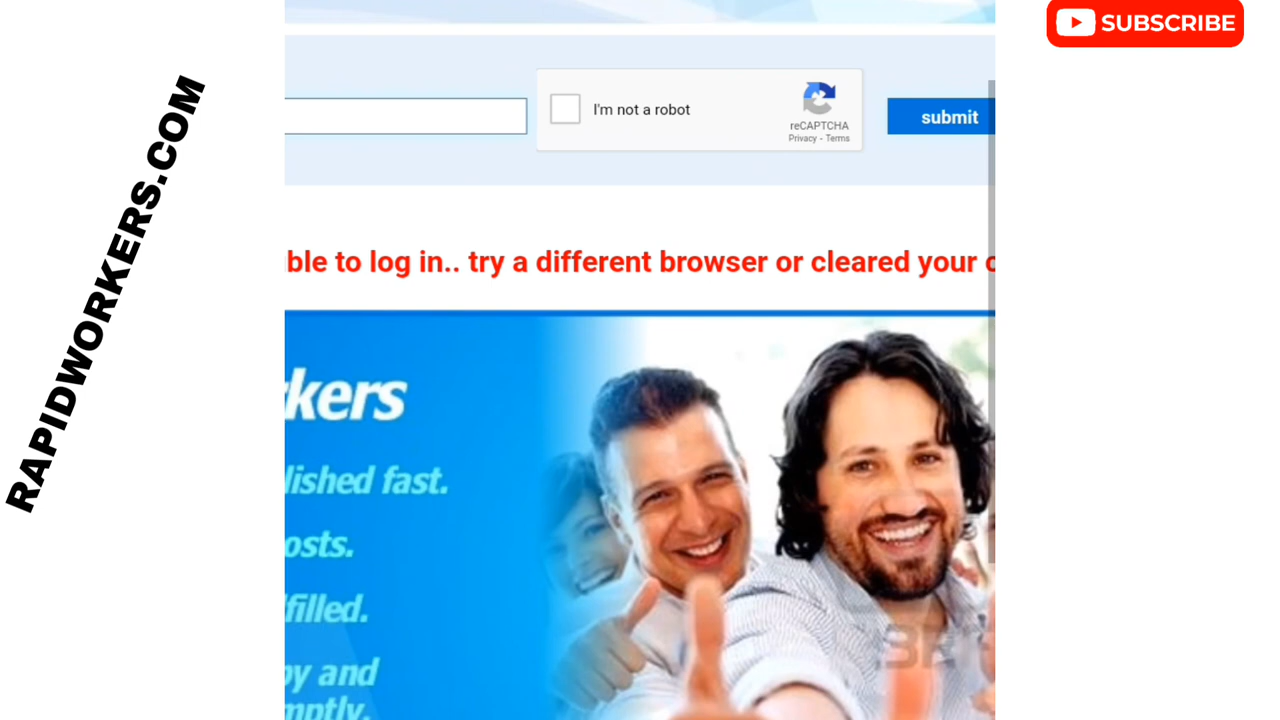 SUBSCRIBE
RAPIDWORKERS.COM
I'm not a robot
reCAPTCHA
Privacy - Terms
submit
ble to log in.. try a different browser or cleared your
kers
lished fast.
osts.
filled.
y and
mptly.